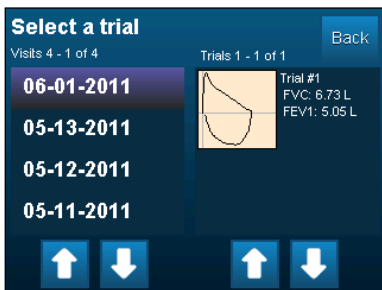 Select a trial
Back
Visits 4 - 1 of 4
Trials 1 - 1 of 1
06-01-2011
05-13-2011
05-12-2011
05-11-2011
Trial #1
FVC: 6.73 L
FEV1: 5.05 L